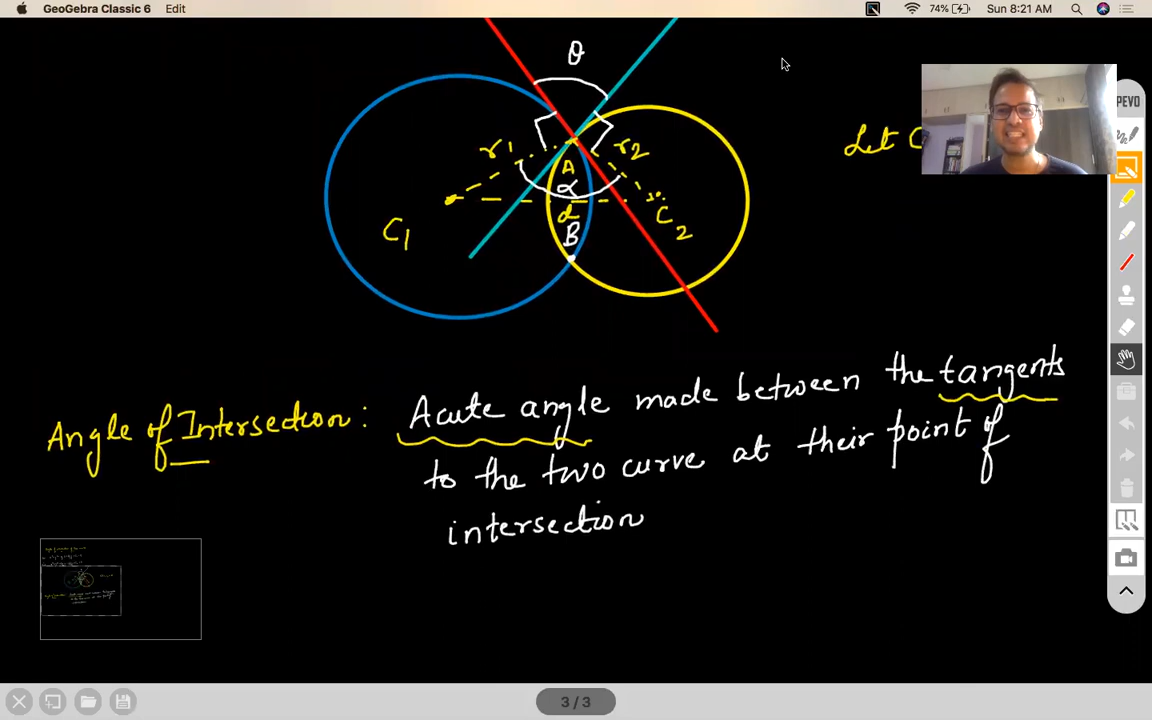 GeoGebra Classic 6 Edit
74% Sun 8:21 AM
θ
PEVO
r1 r2
Let C
A
α
d
C1 C2
B
Angle of Intersection : Acute angle made between the tangents
to the two curve at their point of
intersection
3 / 3